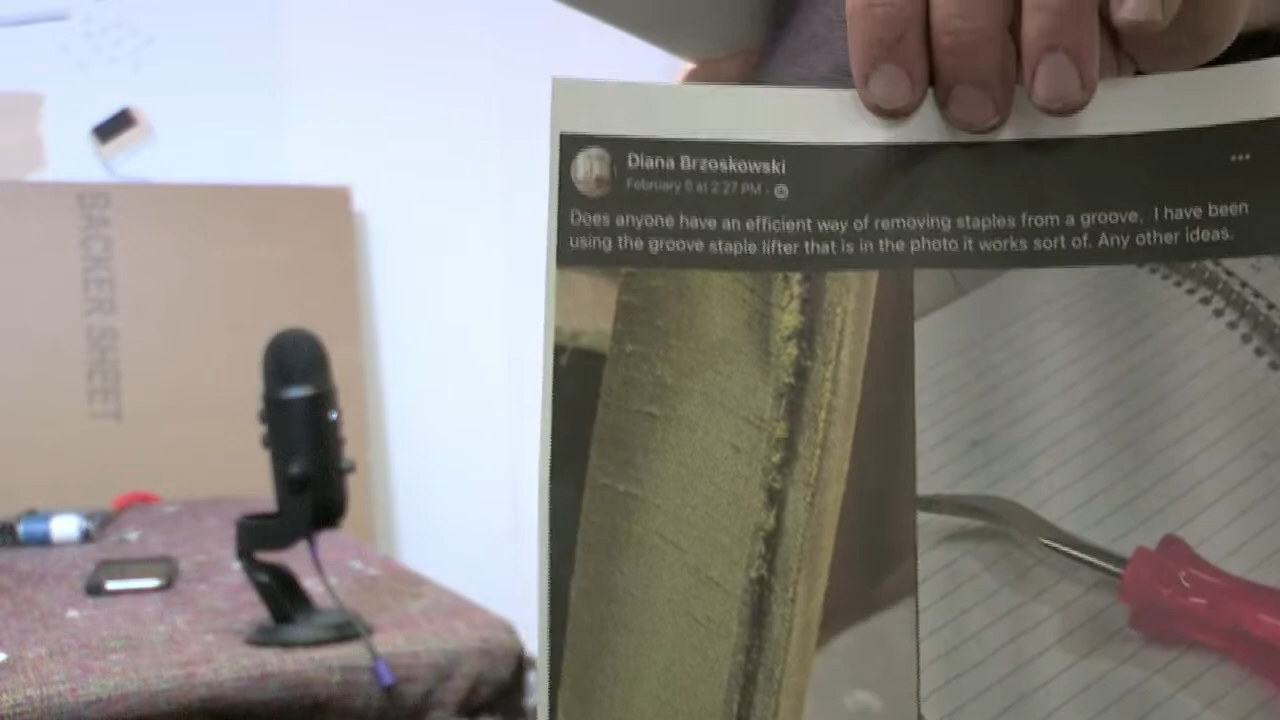 BACKER SHEET
Diana Brzoskowski
February 6 at 2:27 PM
Does anyone have an efficient way of removing staples from a groove. I have been
using the groove staple lifter that is in the photo it works sort of. Any other ideas.